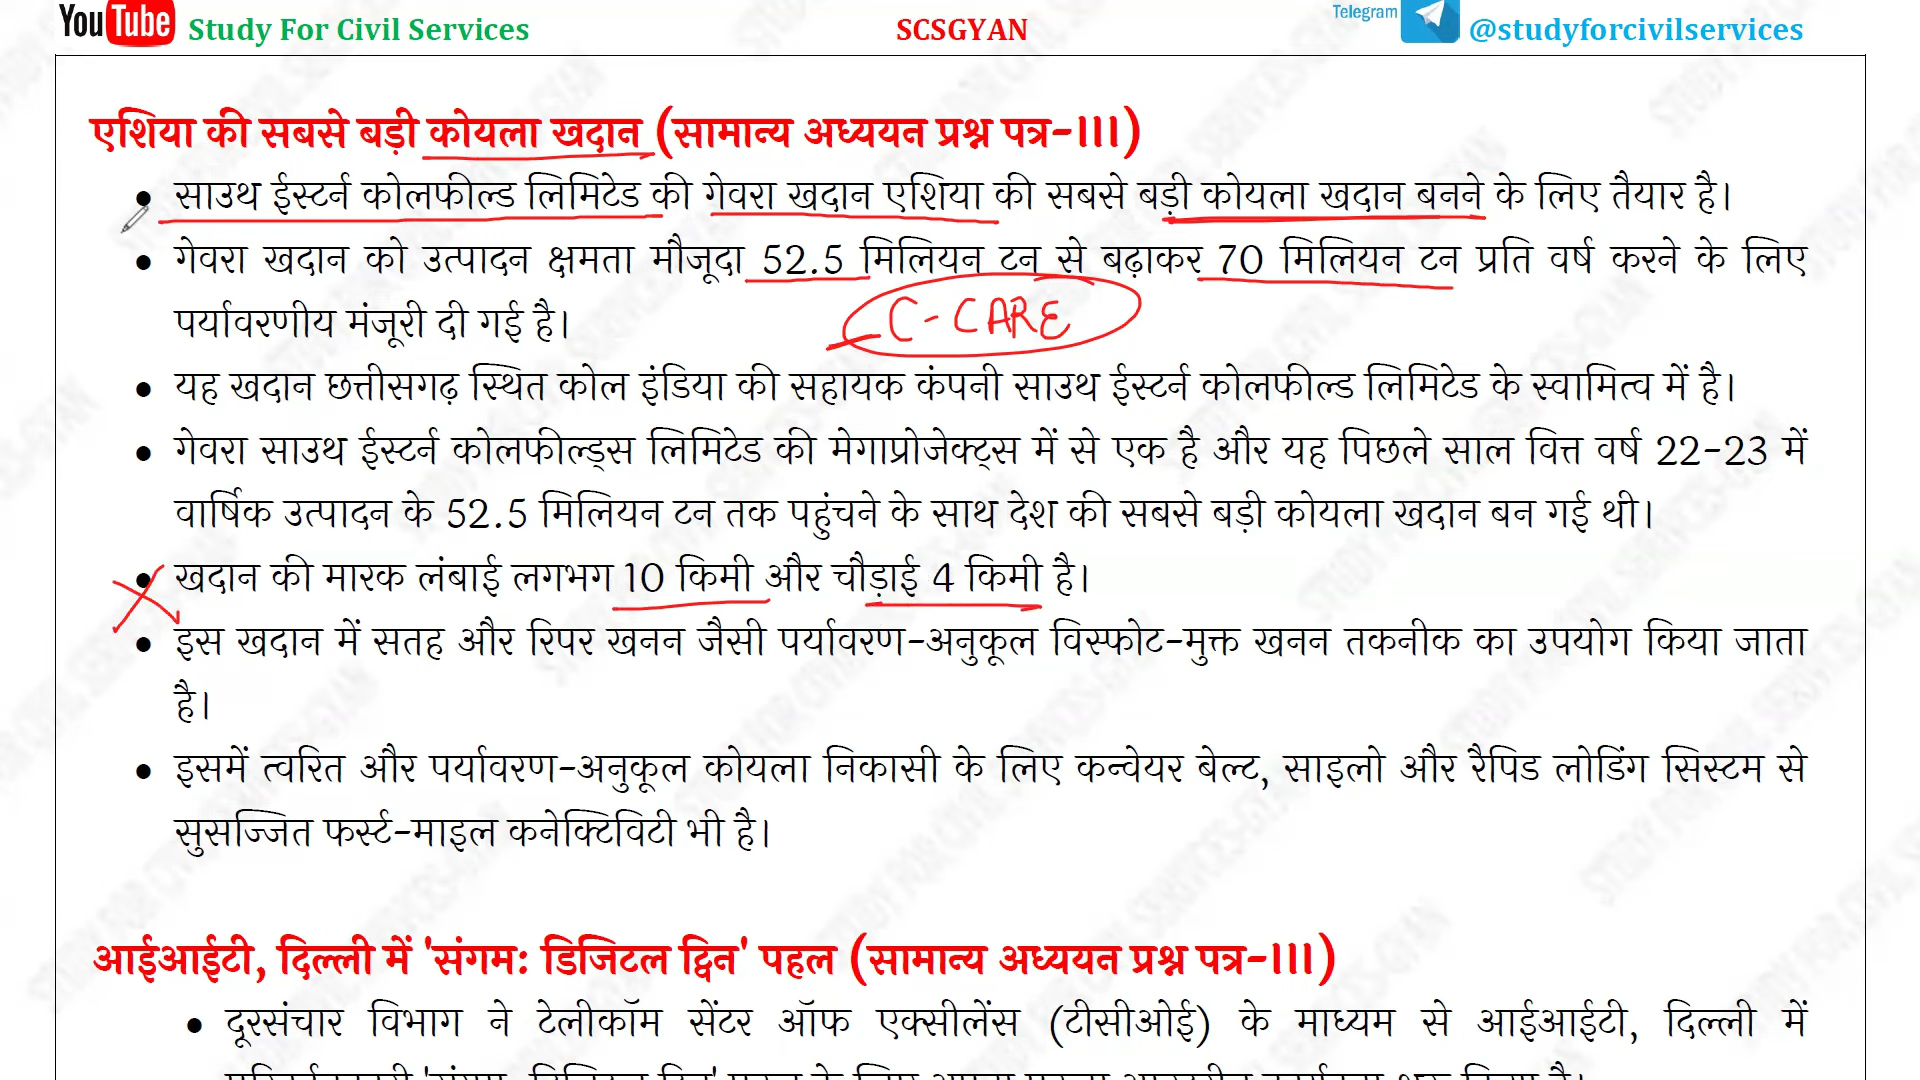 YouTube Study For Civil Services SCSGYAN Telegram @studyforcivilservices
एशिया की सबसे बड़ी कोयला खदान (सामान्य अध्ययन प्रश्न पत्र-III)
• साउथ ईस्टर्न कोलफील्ड लिमिटेड की गेवरा खदान एशिया की सबसे बड़ी कोयला खदान बनने के लिए तैयार है।
• गेवरा खदान को उत्पादन क्षमता मौजूदा 52.5 मिलियन टन से बढ़ाकर 70 मिलियन टन प्रति वर्ष करने के लिए
पर्यावरणीय मंजूरी दी गई है।
C-CARE
• यह खदान छत्तीसगढ़ स्थित कोल इंडिया की सहायक कंपनी साउथ ईस्टर्न कोलफील्ड लिमिटेड के स्वामित्व में है।
• गेवरा साउथ ईस्टर्न कोलफील्ड्स लिमिटेड की मेगाप्रोजेक्ट्स में से एक है और यह पिछले साल वित्त वर्ष 22-23 में
वार्षिक उत्पादन के 52.5 मिलियन टन तक पहुंचने के साथ देश की सबसे बड़ी कोयला खदान बन गई थी।
• खदान की मारक लंबाई लगभग 10 किमी और चौड़ाई 4 किमी है।
• इस खदान में सतह और रिपर खनन जैसी पर्यावरण-अनुकूल विस्फोट-मुक्त खनन तकनीक का उपयोग किया जाता
है।
• इसमें त्वरित और पर्यावरण-अनुकूल कोयला निकासी के लिए कन्वेयर बेल्ट, साइलो और रैपिड लोडिंग सिस्टम से
सुसज्जित फर्स्ट-माइल कनेक्टिविटी भी है।
आईआईटी, दिल्ली में 'संगम: डिजिटल ट्विन' पहल (सामान्य अध्ययन प्रश्न पत्र-III)
• दूरसंचार विभाग ने टेलीकॉम सेंटर ऑफ एक्सीलेंस (टीसीओई) के माध्यम से आईआईटी, दिल्ली में